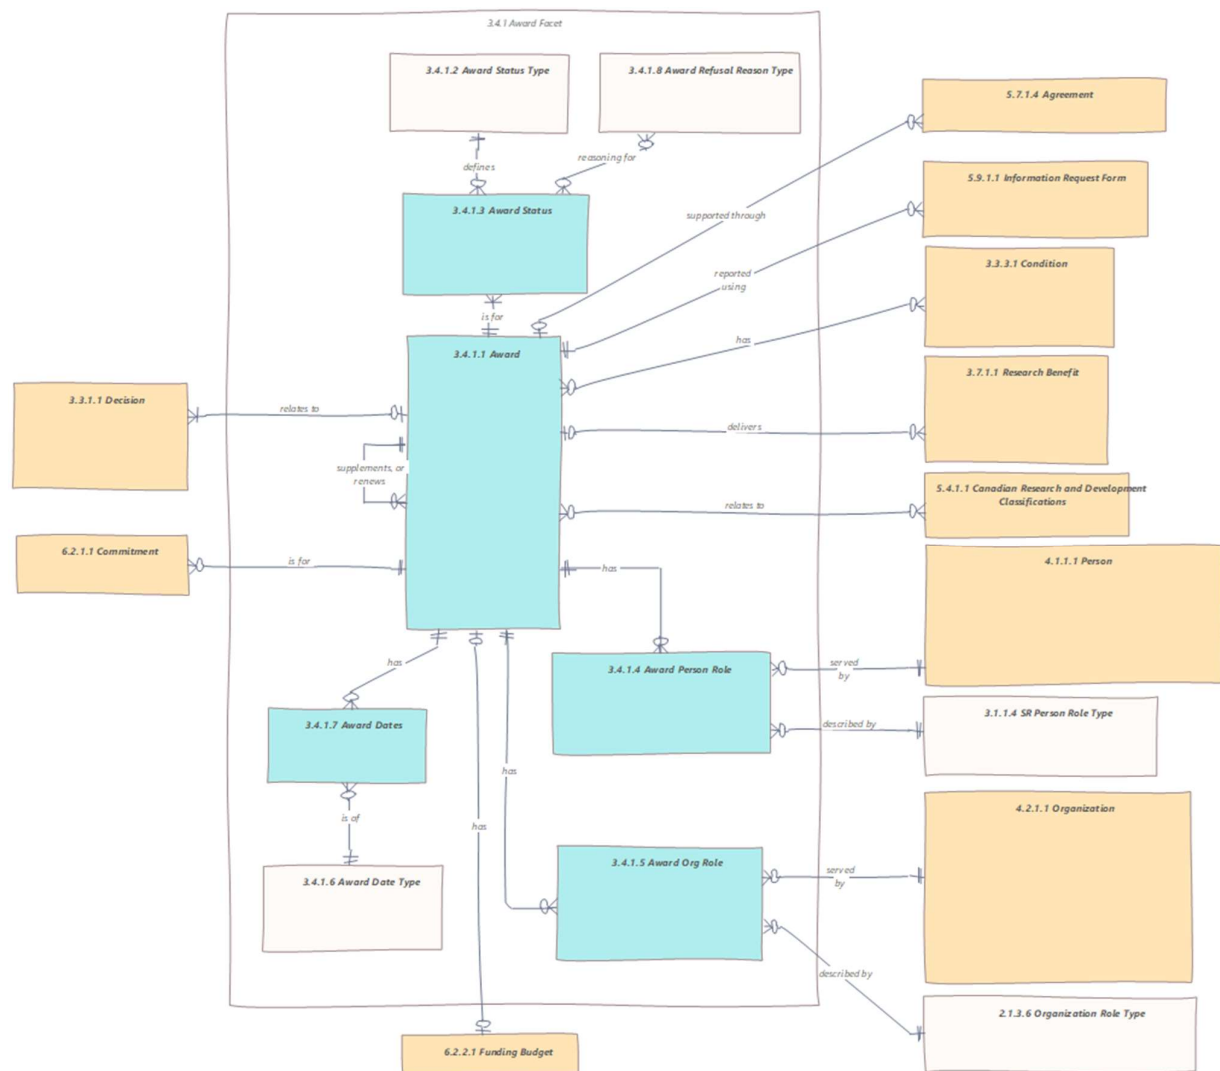 3.4.1 Award Facet
3.4.1.2 Award Status Type
3.4.1.8 Award Refusal Reason Type
5.7.1.4 Agreement
defines
reasoning for
5.9.1.1 Information Request Form
3.4.1.3 Award Status
supported through
3.3.3.1 Condition
reported
using
is for
has
3.4.1.1 Award
3.7.1.1 Research Benefit
3.3.1.1 Decision
relates to
delivers
supplements, or
renews
5.4.1.1 Canadian Research and Development
Classifications
relates to
6.2.1.1 Commitment
is for
has
4.1.1.1 Person
has
3.4.1.4 Award Person Role
served
by
3.4.1.7 Award Dates
described by
3.1.1.4 SR Person Role Type
has
is of
has
4.2.1.1 Organization
3.4.1.6 Award Date Type
3.4.1.5 Award Org Role
served
by
described by
2.1.3.6 Organization Role Type
6.2.2.1 Funding Budget